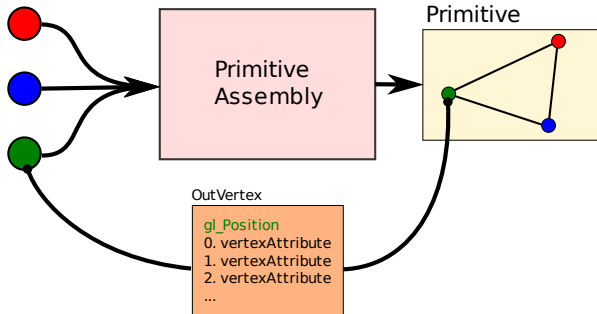 Primitive
Primitive
Assembly
OutVertex
gl_Position
0. vertexAttribute
1. vertexAttribute
2. vertexAttribute
...